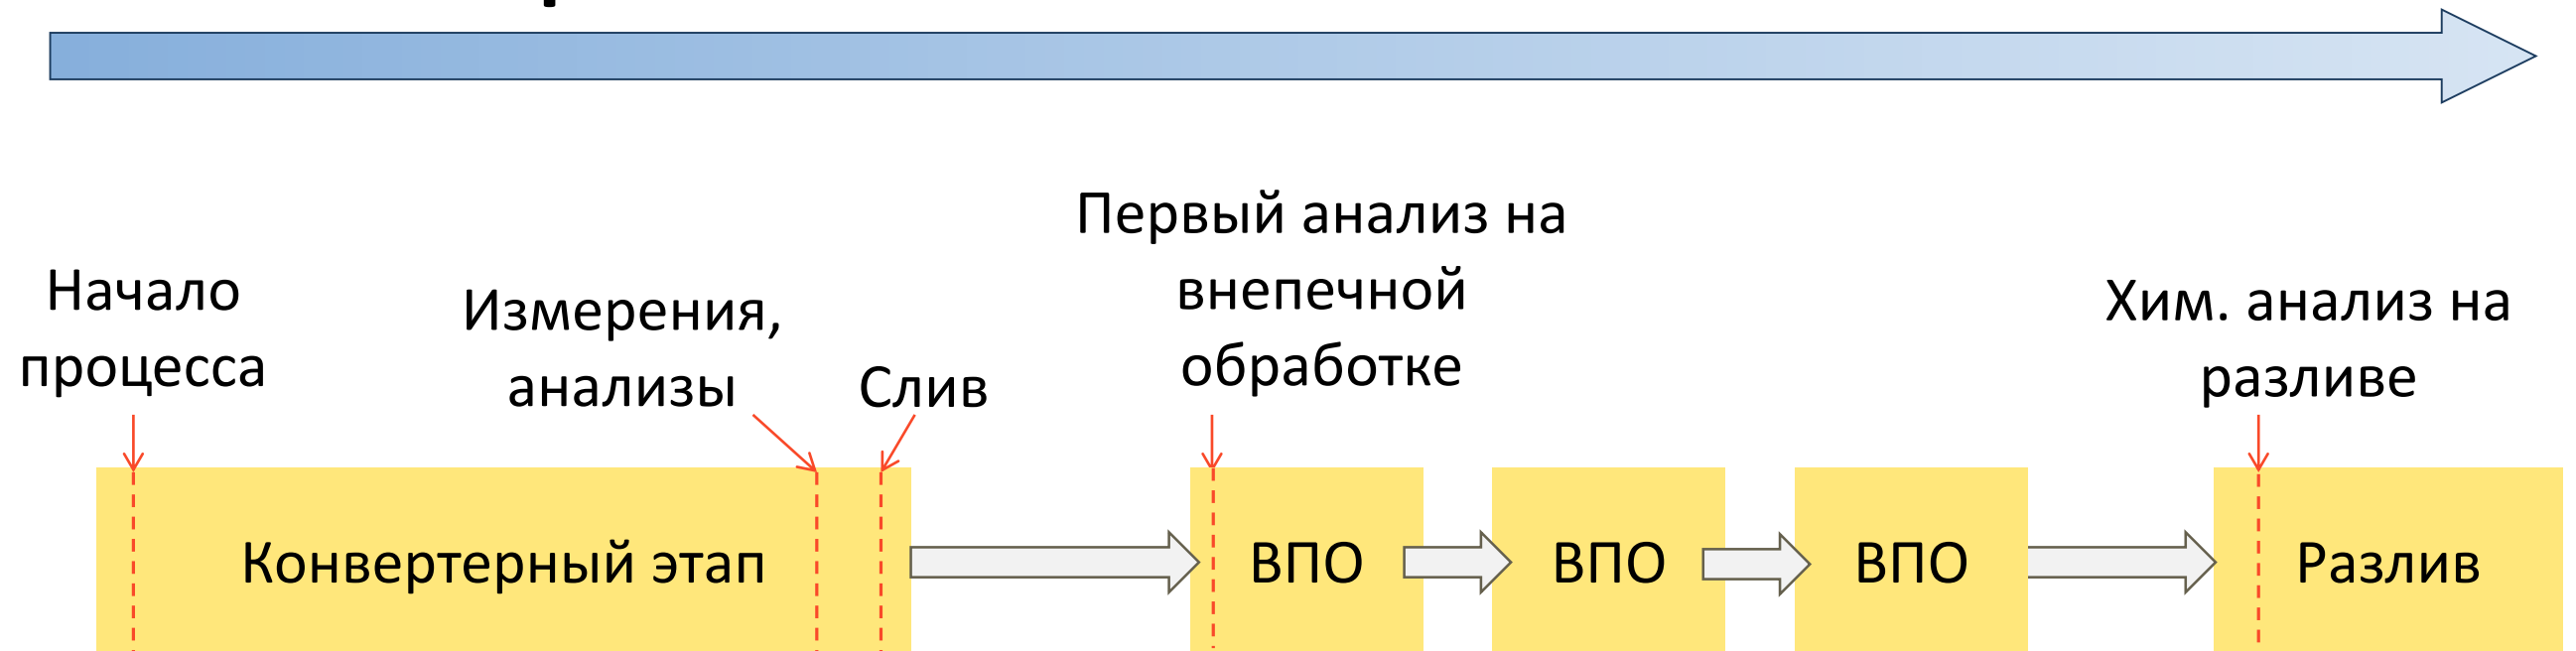 Начало
процесса
Измерения,
анализы
Слив
Первый анализ на
внепечной
обработке
Хим. анализ на
разливе
Конвертерный этап
ВПО
ВПО
ВПО
Разлив